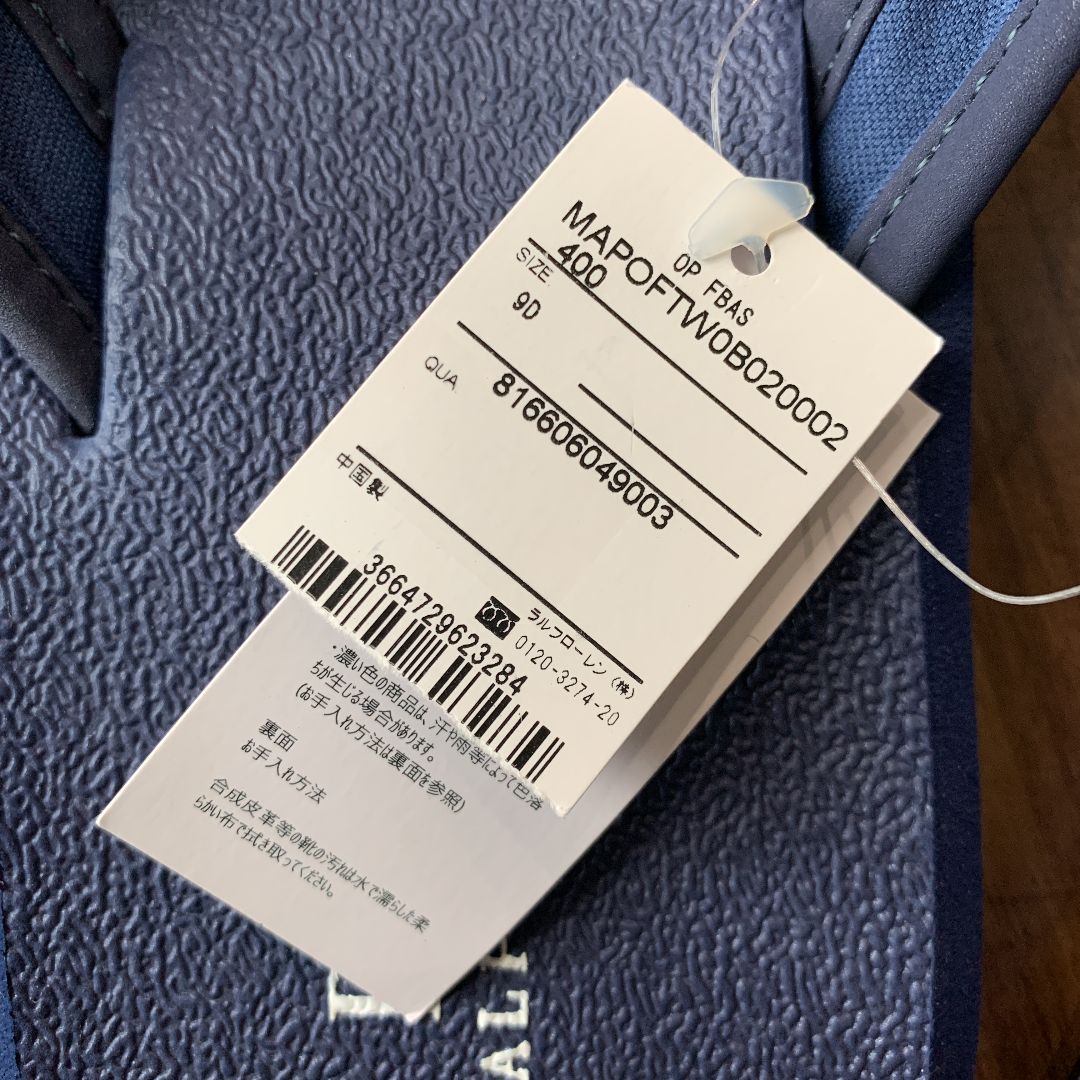 OP FBAS
MAPOFTW0B020002
400
SIZE
9D
QUA
816606049003
中国製
ラルフローレン(株)
0120-3274-20
3664729623284
・濃い色の商品は、汗や雨等によって色落
ちが生じる場合があります。
(お手入れ方法は裏面を参照)
裏面
お手入れ方法
合成皮革等の靴の汚れは水で濡らした柔
らかい布で拭き取ってください。